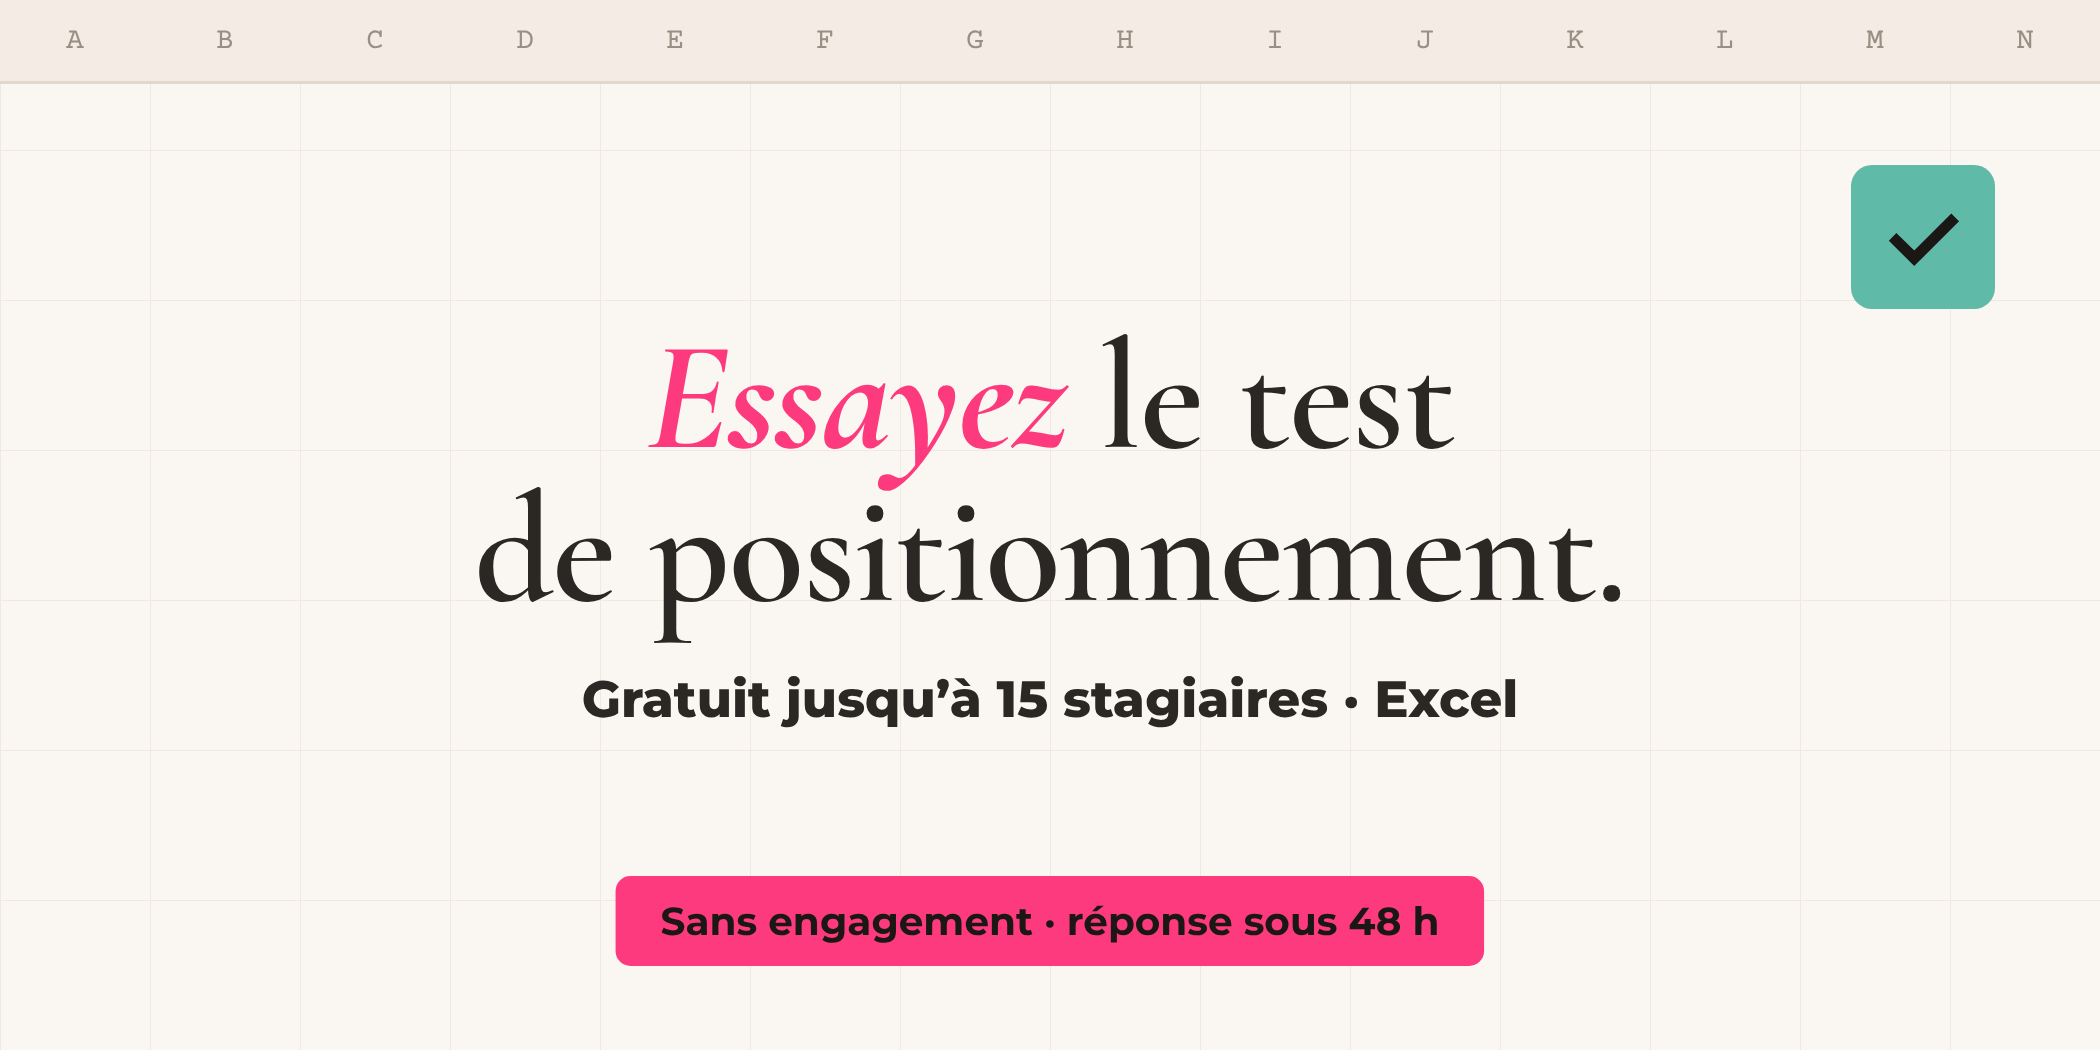 A B C D E F G H I J K L M N
Essayez le test
de positionnement.
Gratuit jusqu’à 15 stagiaires · Excel
Sans engagement · réponse sous 48 h